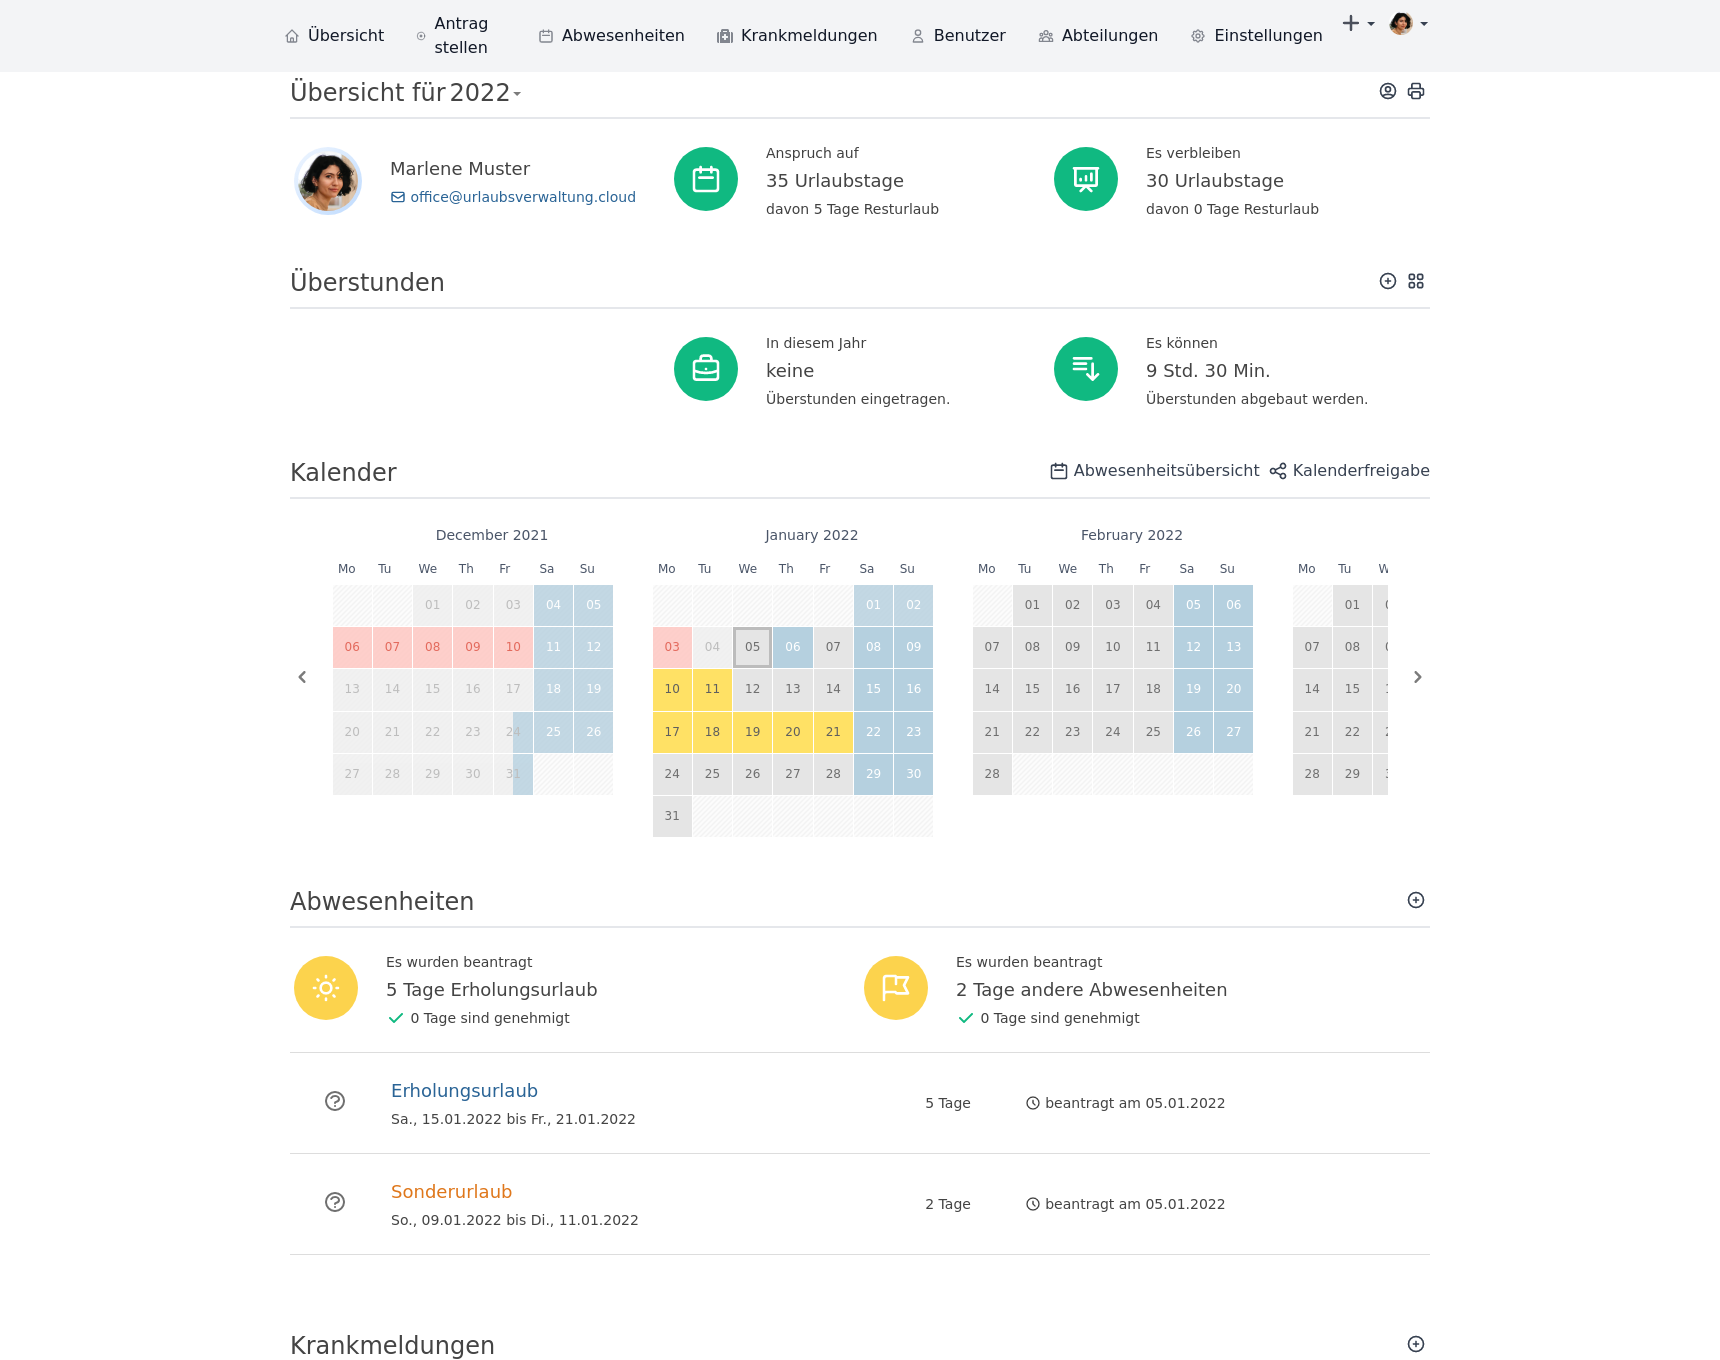 Übersicht
Antrag stellen
Abwesenheiten
Krankmeldungen
Benutzer
Abteilungen
Einstellungen
Übersicht für 2022
Marlene Muster
office@urlaubsverwaltung.cloud
Anspruch auf
35 Urlaubstage
davon 5 Tage Resturlaub
Es verbleiben
30 Urlaubstage
davon 0 Tage Resturlaub
Überstunden
In diesem Jahr
keine
Überstunden eingetragen.
Es können
9 Std. 30 Min.
Überstunden abgebaut werden.
Kalender
Abwesenheitsübersicht
Kalenderfreigabe
December 2021
Mo Tu We Th Fr Sa Su
01 02 03 04 05
06 07 08 09 10 11 12
13 14 15 16 17 18 19
20 21 22 23 24 25 26
27 28 29 30 31
January 2022
Mo Tu We Th Fr Sa Su
01 02
03 04 05 06 07 08 09
10 11 12 13 14 15 16
17 18 19 20 21 22 23
24 25 26 27 28 29 30
31
February 2022
Mo Tu We Th Fr Sa Su
01 02 03 04 05 06
07 08 09 10 11 12 13
14 15 16 17 18 19 20
21 22 23 24 25 26 27
28
Mo Tu
01
07 08
14 15
21 22
28 29
Abwesenheiten
Es wurden beantragt
5 Tage Erholungsurlaub
0 Tage sind genehmigt
Es wurden beantragt
2 Tage andere Abwesenheiten
0 Tage sind genehmigt
Erholungsurlaub
Sa., 15.01.2022 bis Fr., 21.01.2022
5 Tage
beantragt am 05.01.2022
Sonderurlaub
So., 09.01.2022 bis Di., 11.01.2022
2 Tage
beantragt am 05.01.2022
Krankmeldungen